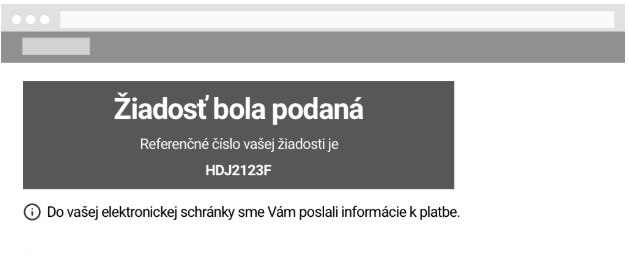 Žiadosť bola podaná
Referenčné číslo vašej žiadosti je
HDJ2123F
Do vašej elektronickej schránky sme Vám poslali informácie k platbe.